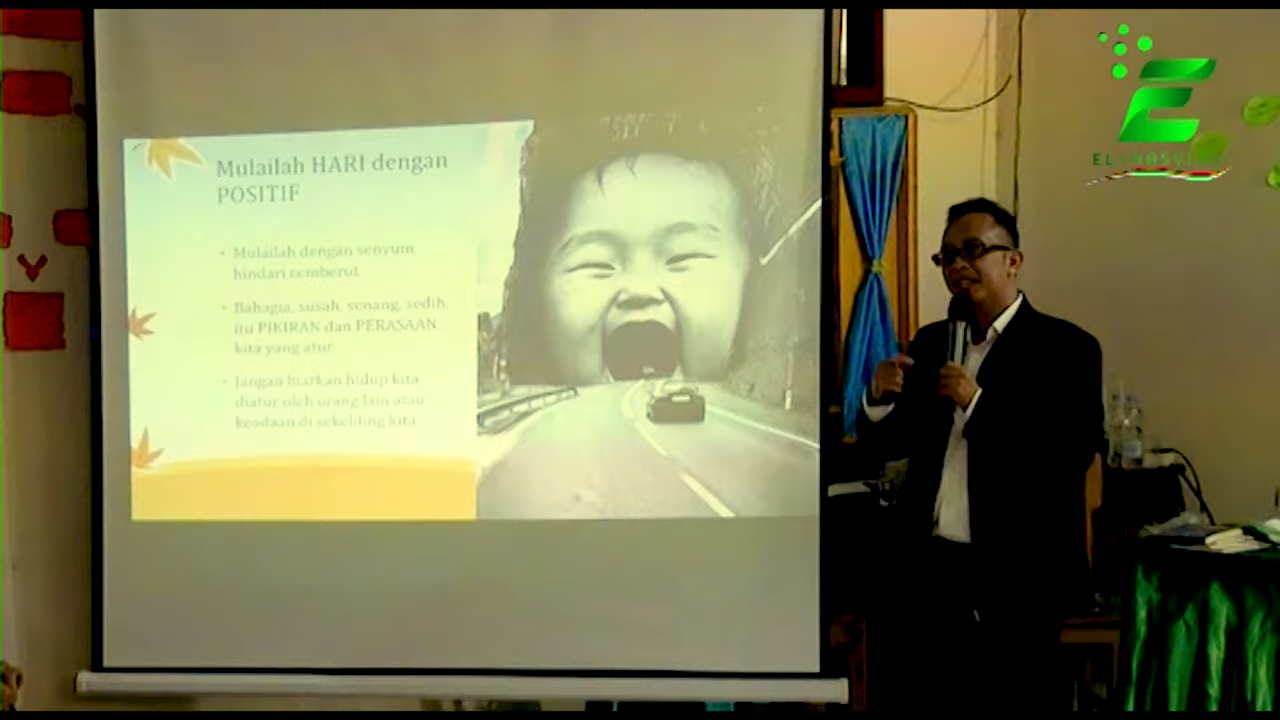 Mulailah HARI dengan
POSITIF
Mulailah dengan senyum
hindari cemberut
Bahagia, susah, senang, sedih,
itu PIKIRAN dan PERASAAN
kita yang atur
Jangan biarkan hidup kita
diatur oleh orang lain atau
keadaan di sekeliling kita
E